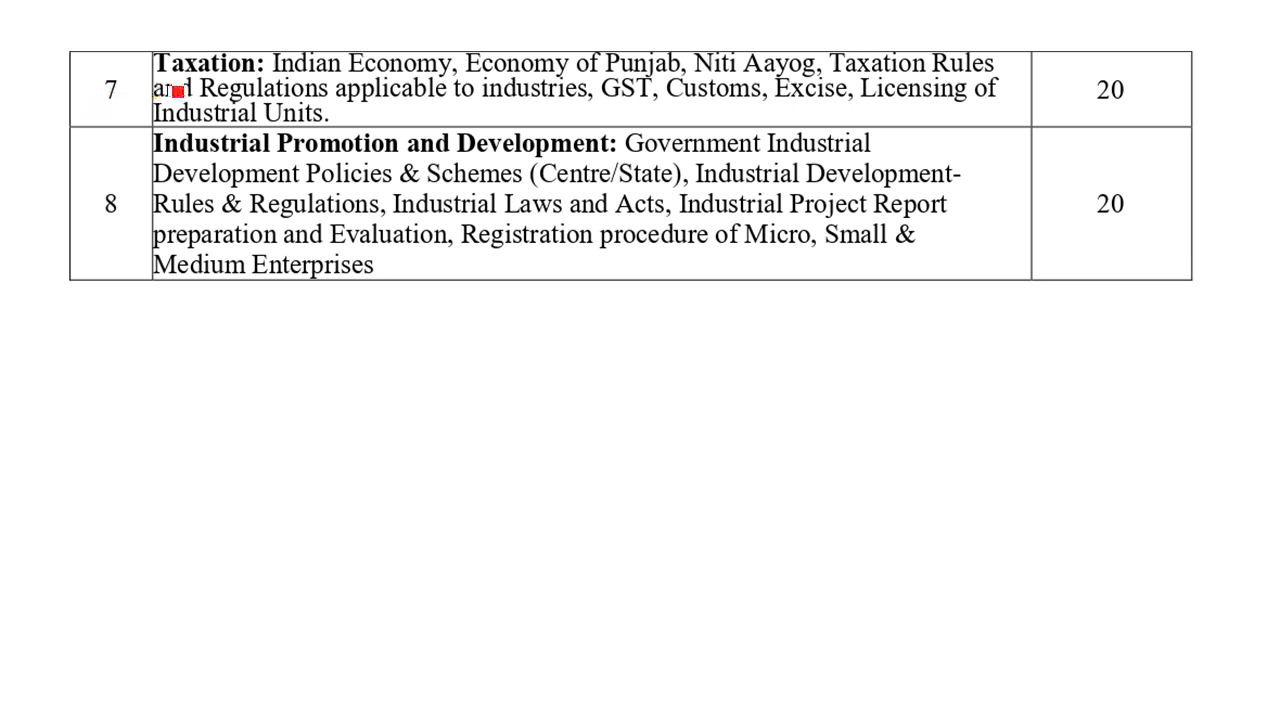 7
Taxation: Indian Economy, Economy of Punjab, Niti Aayog, Taxation Rules
and Regulations applicable to industries, GST, Customs, Excise, Licensing of
Industrial Units.
20
8
Industrial Promotion and Development: Government Industrial
Development Policies & Schemes (Centre/State), Industrial Development-
Rules & Regulations, Industrial Laws and Acts, Industrial Project Report
preparation and Evaluation, Registration procedure of Micro, Small &
Medium Enterprises
20